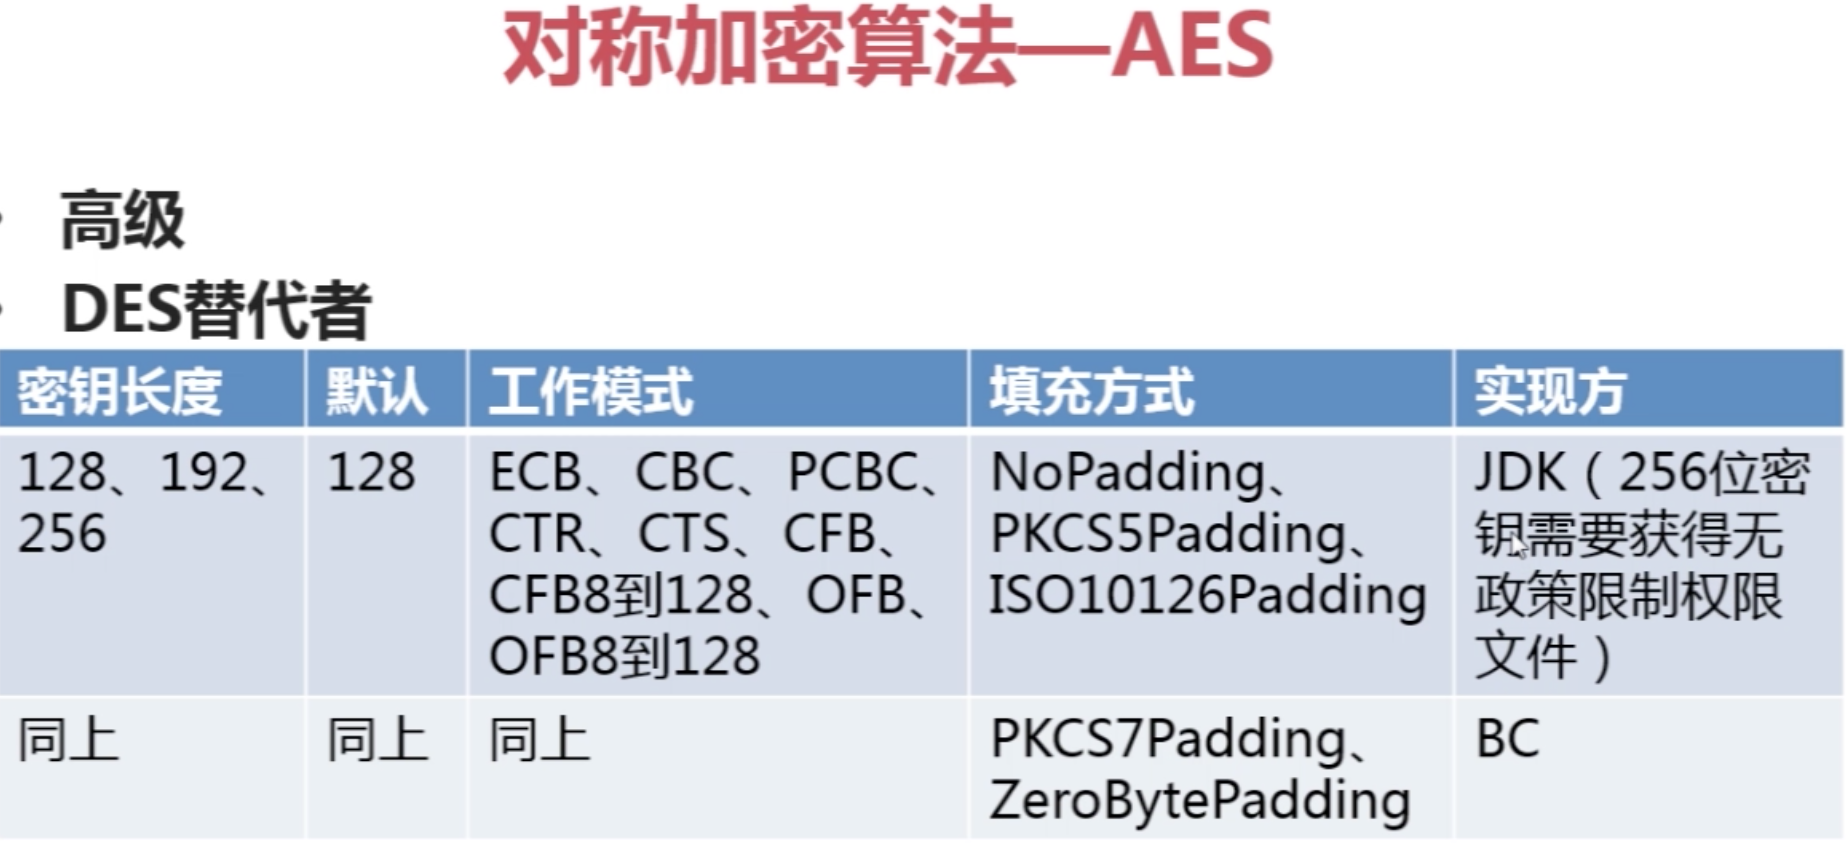 对称加密算法—AES
高级
DES替代者
密钥长度 默认 工作模式 填充方式 实现方
128、192、 128 ECB、CBC、PCBC、 NoPadding、 JDK（256位密
256 CTR、CTS、CFB、 PKCS5Padding、 钥需要获得无
CFB8到128、OFB、 ISO10126Padding 政策限制权限
OFB8到128 文件）
同上 同上 同上 PKCS7Padding、 BC
ZeroBytePadding